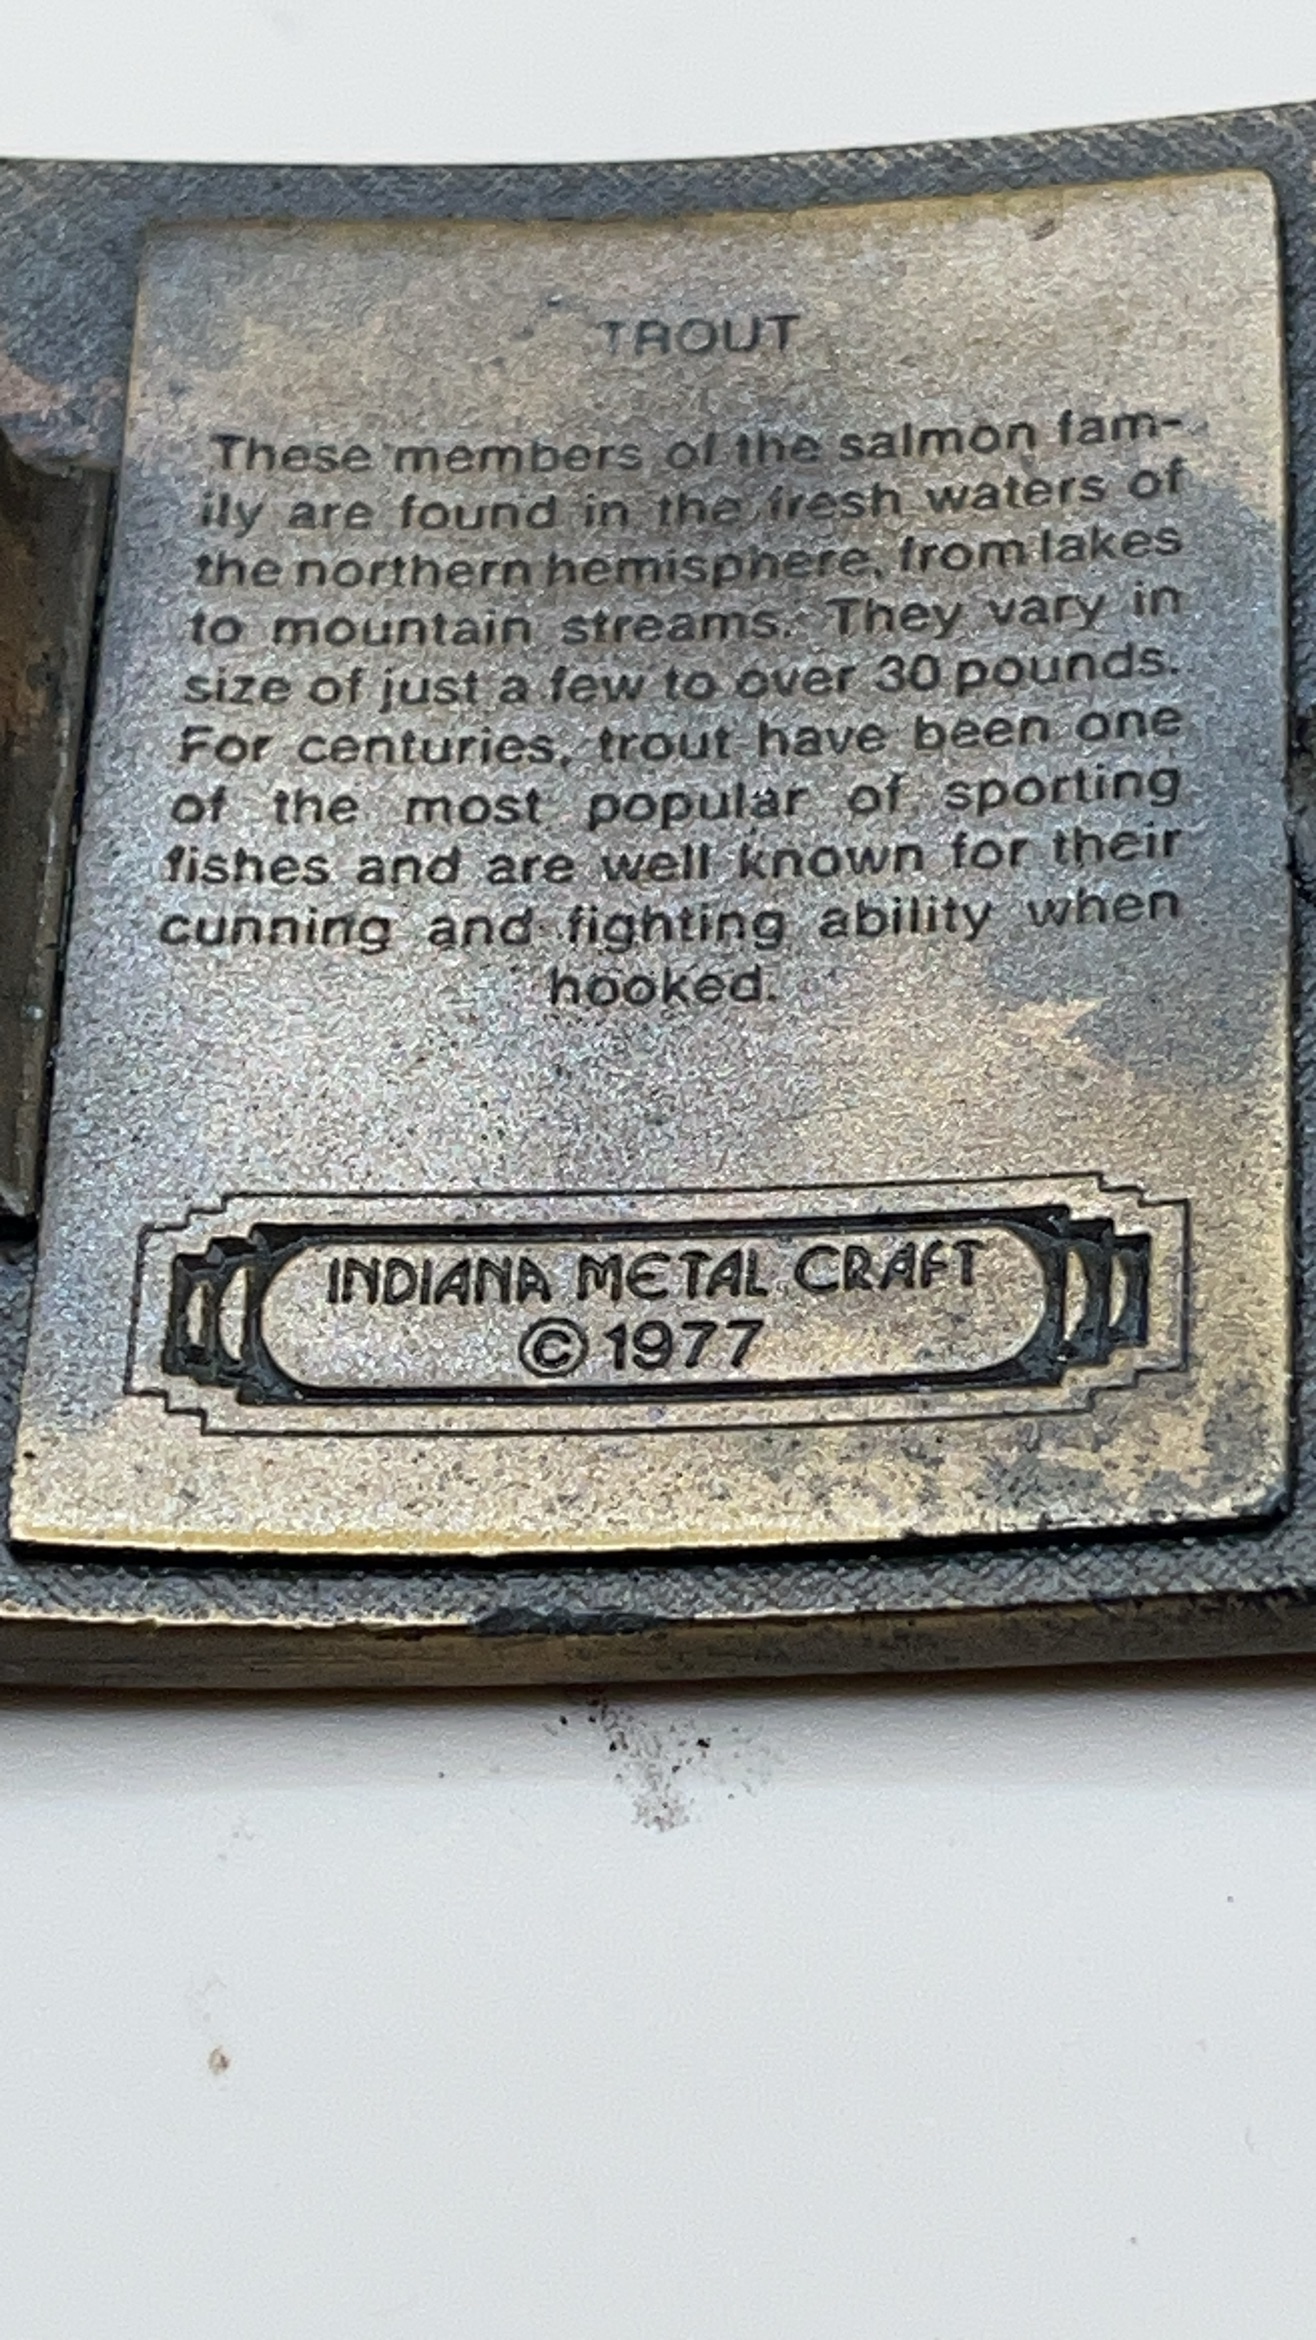 TROUT
These members of the salmon fam-
ily are found in the fresh waters of
the northern hemisphere, from lakes
to mountain streams. They vary in
size of just a few to over 30 pounds.
For centuries, trout have been one
of the most popular of sporting
fishes and are well known for their
cunning and fighting ability when
hooked.
INDIANA METAL CRAFT
© 1977